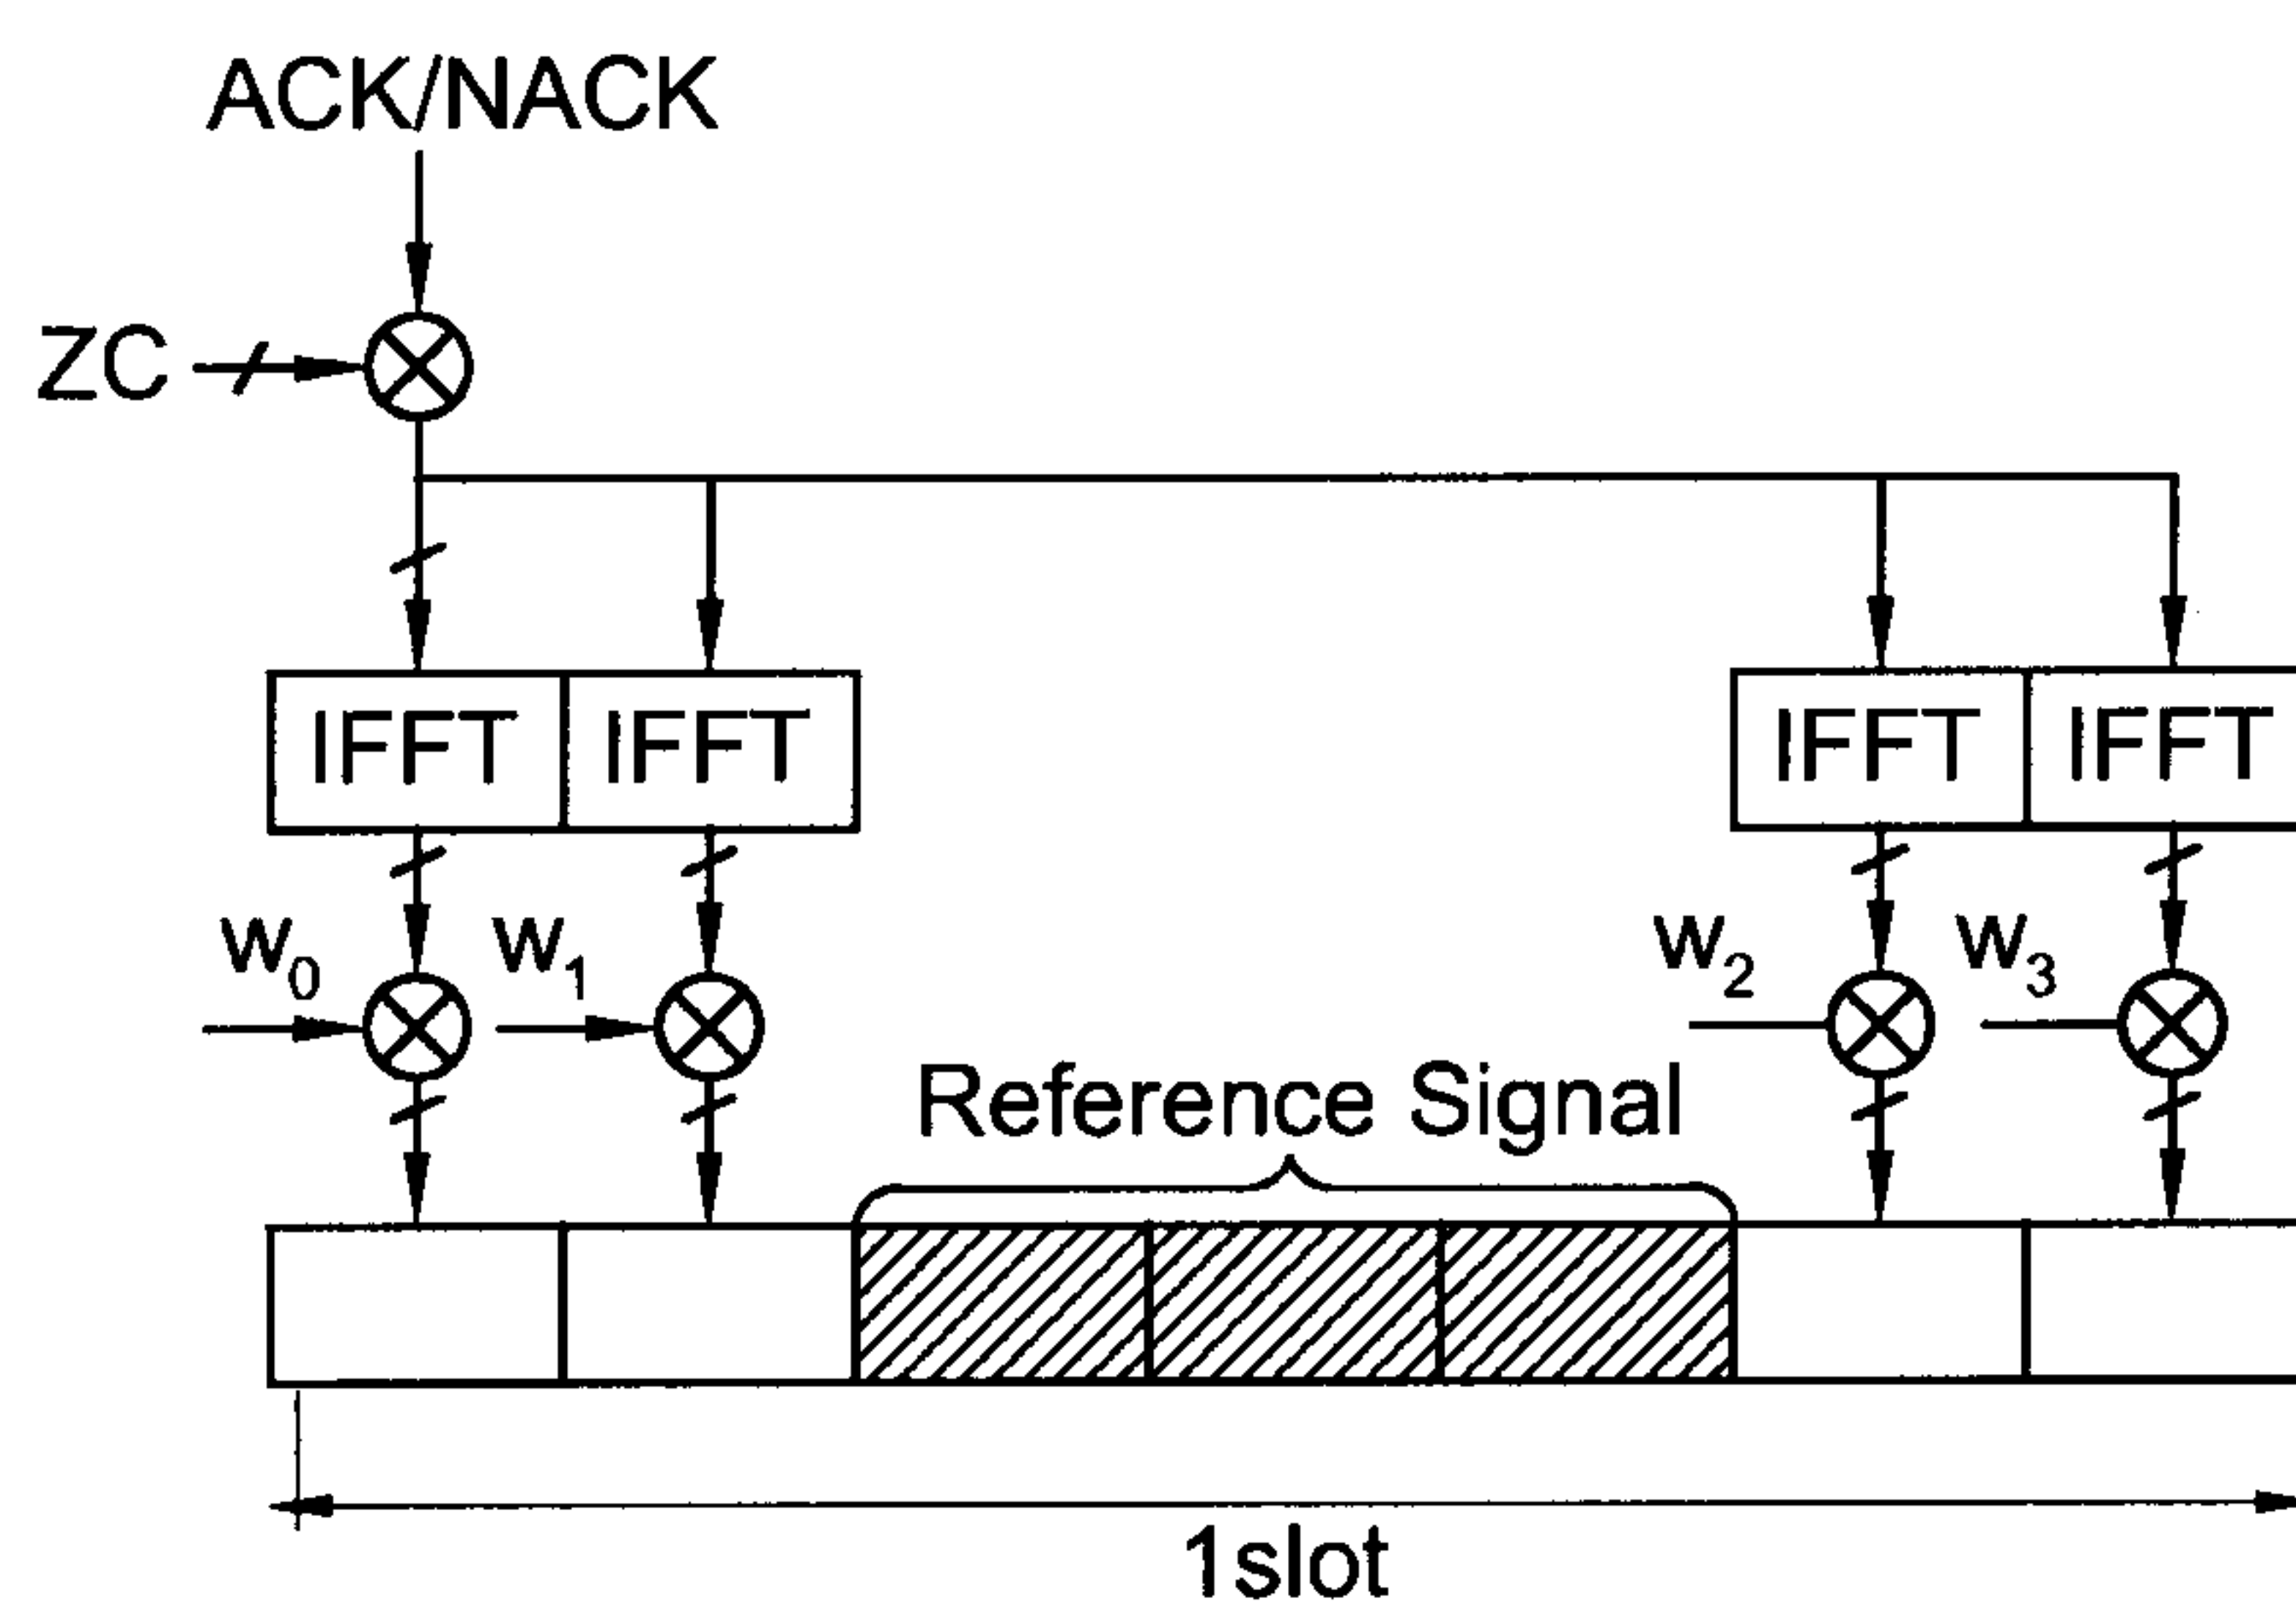 ACK/NACK
ZC
IFFT IFFT IFFT IFFT
w0 w1 w2 w3
Reference Signal
1slot